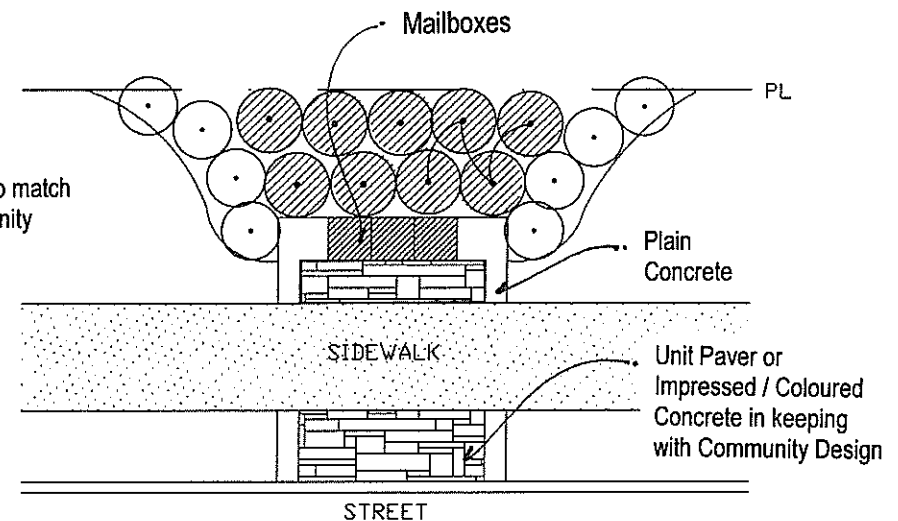 Mailboxes
PL
o match
nity
Plain
Concrete
SIDEWALK
Unit Paver or
Impressed / Coloured
Concrete in keeping
with Community Design
STREET